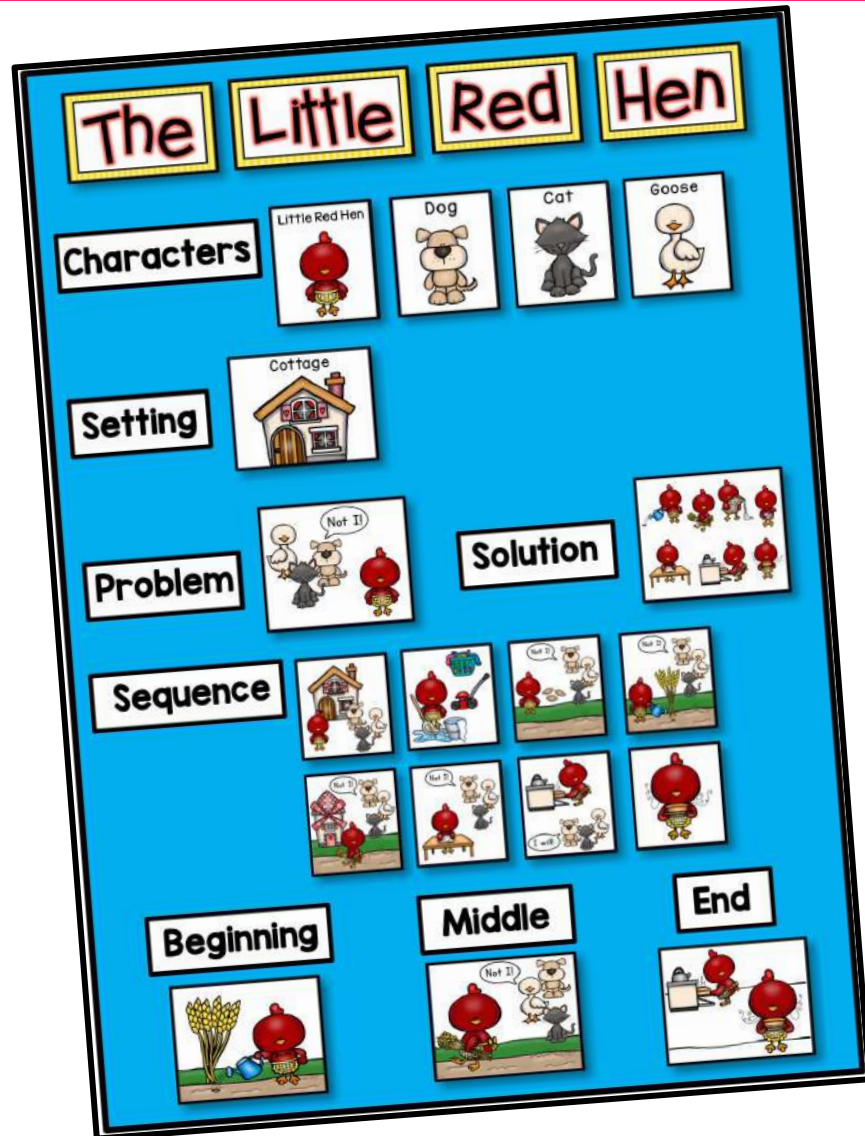 The Little Red Hen
Characters
Little Red Hen
Dog
Cat
Goose
Setting
Cottage
Problem
Not I!
Solution
Sequence
Not I!
Not I!
Not I!
Not I!
I will!
Beginning
Middle
Not I!
End